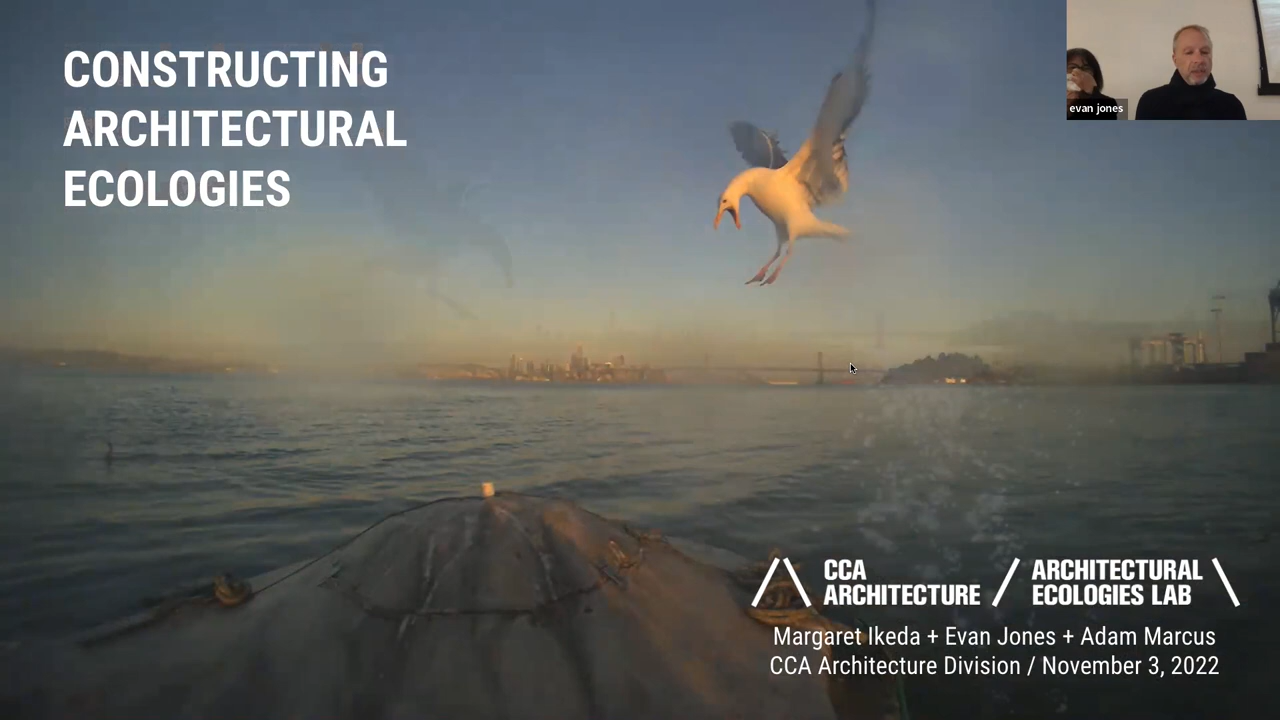 CONSTRUCTING
ARCHITECTURAL
ECOLOGIES
evan jones
CCA
ARCHITECTURE
ARCHITECTURAL
ECOLOGIES LAB
Margaret Ikeda + Evan Jones + Adam Marcus
CCA Architecture Division / November 3, 2022